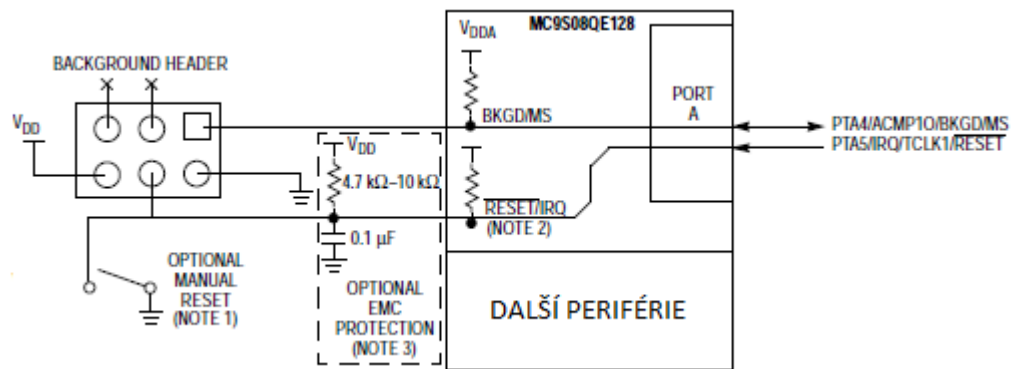 MC9S08QE128
BACKGROUND HEADER
VDD
VDDA
BKGD/MS
PORT
A
PTA4/ACMP1O/BKGD/MS
PTA5/IRQ/TCLK1/RESET
VDD
4.7 kΩ–10 kΩ
0.1 µF
RESET/IRQ
(NOTE 2)
OPTIONAL
MANUAL
RESET
(NOTE 1)
OPTIONAL
EMC
PROTECTION
(NOTE 3)
DALŠÍ PERIFÉRIE